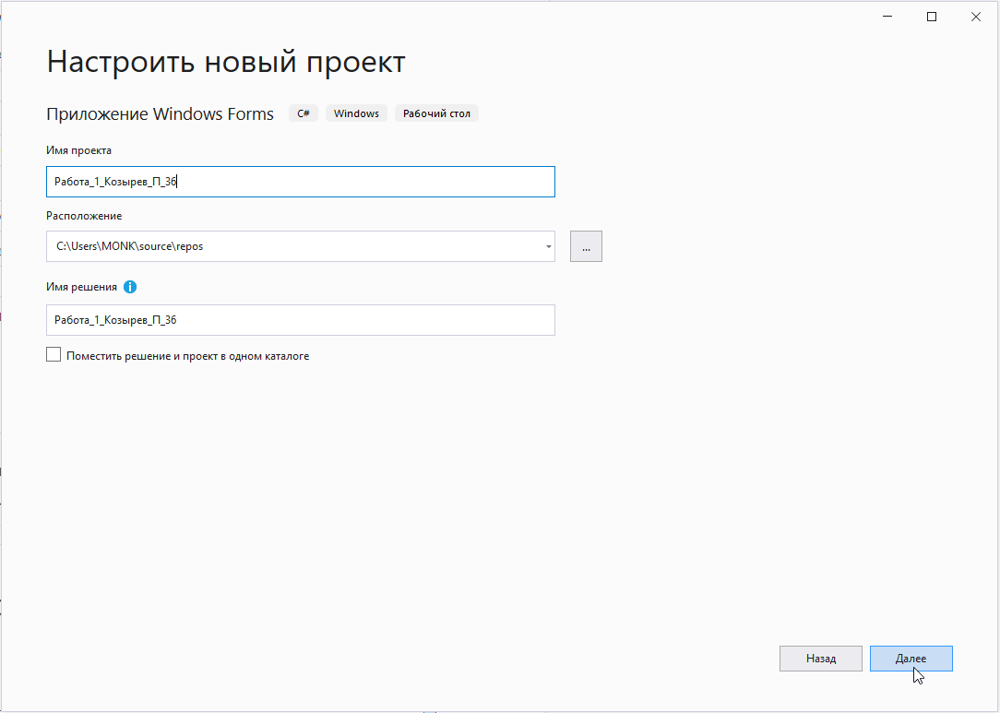 Настроить новый проект
Приложение Windows Forms C# Windows Рабочий стол
Имя проекта
Работа_1_Козырев_П_36
Расположение
C:\Users\MONK\source\repos
...
Имя решения
Работа_1_Козырев_П_36
Поместить решение и проект в одном каталоге
Назад Далее